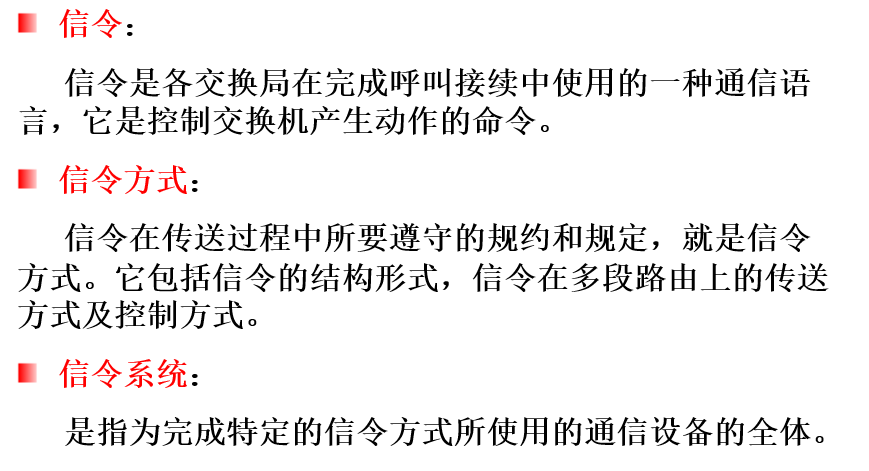 信令：
信令是各交换局在完成呼叫接续中使用的一种通信语
言，它是控制交换机产生动作的命令。
信令方式：
信令在传送过程中所要遵守的规约和规定，就是信令
方式。它包括信令的结构形式，信令在多段路由上的传送
方式及控制方式。
信令系统：
是指为完成特定的信令方式所使用的通信设备的全体。